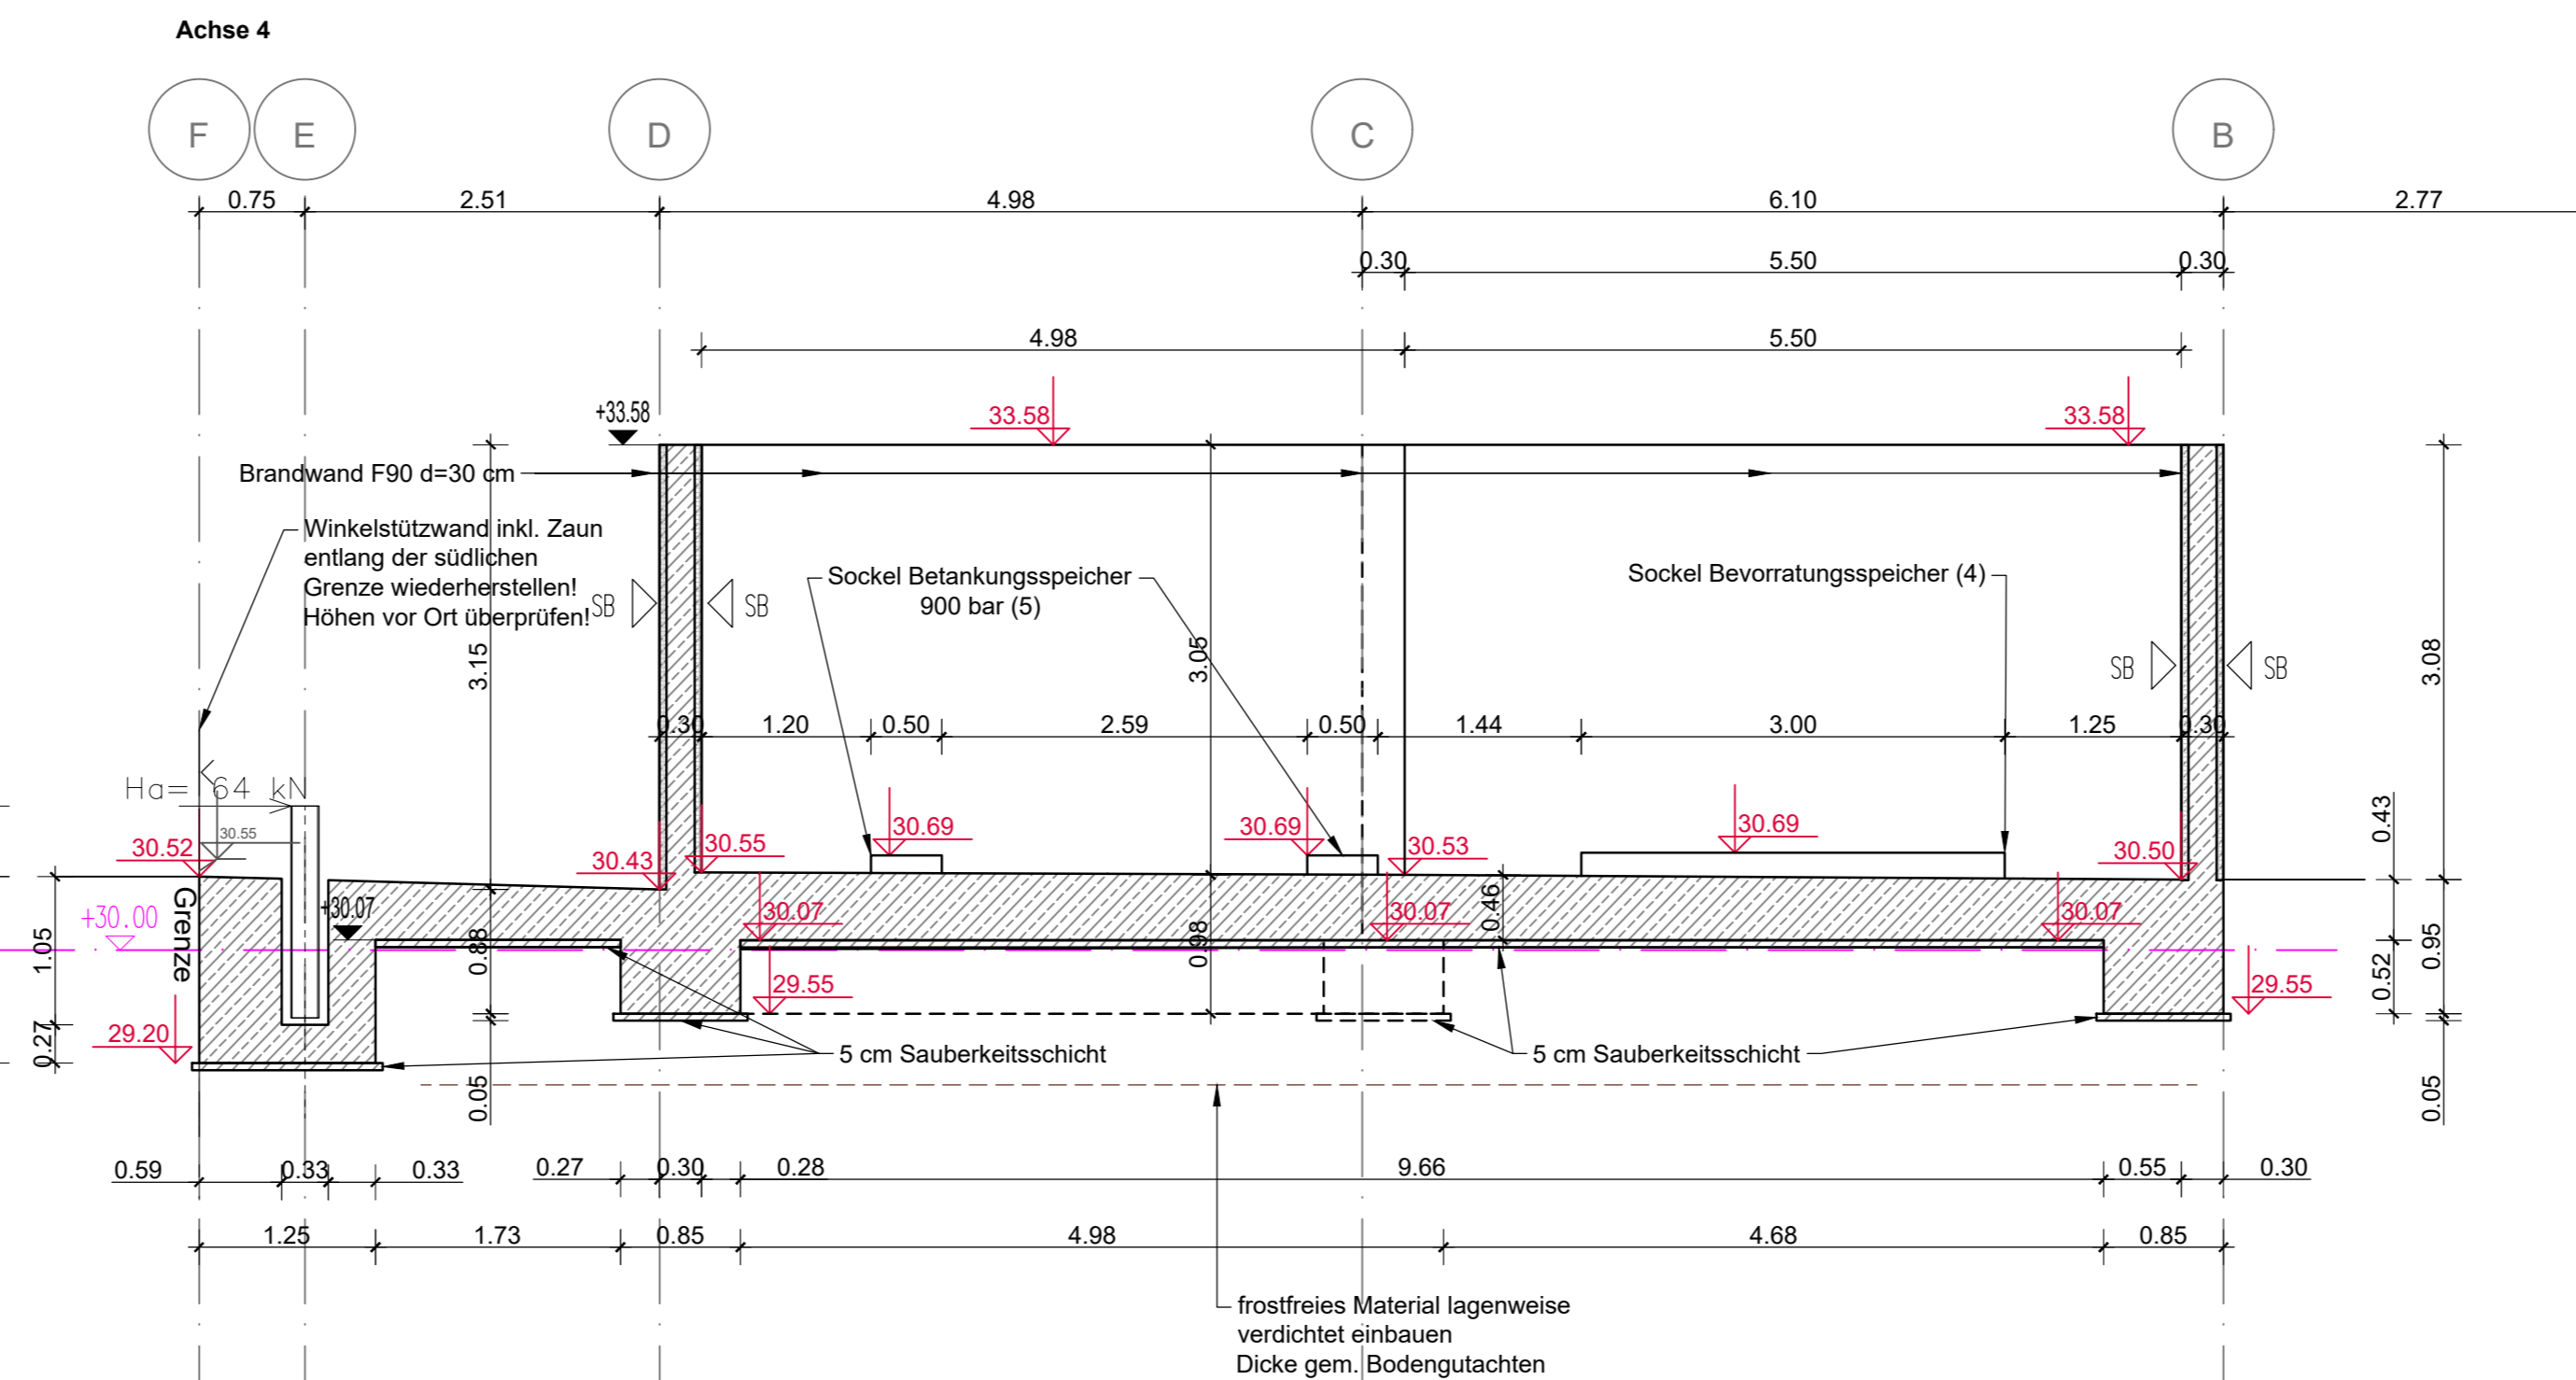 Achse 4
F E D C B
0.75 2.51 4.98 6.10 2.77
0.30 5.50 0.30
4.98 5.50
+33.58 33.58 33.58
Brandwand F90 d=30 cm
Winkelstützwand inkl. Zaun
entlang der südlichen
Grenze wiederherstellen!
Höhen vor Ort überprüfen!
SB SB
Sockel Betankungsspeicher
900 bar (5)
Sockel Bevorratungsspeicher (4)
SB SB
3.15 3.05 3.08
0.30 1.20 0.50 2.59 0.50 1.44 3.00 1.25 0.30
Ha= 64 kN
30.55
30.52 30.43 30.55 30.69 30.69 30.53 30.69 30.50
0.43
Grenze
+30.00 +30.07 30.07 30.07 0.46 30.07
1.05 0.88 0.98 0.52 0.95
29.55 29.55
0.27 29.20
5 cm Sauberkeitsschicht 5 cm Sauberkeitsschicht
0.05 0.05
0.59 0.33 0.33 0.27 0.30 0.28 9.66 0.55 0.30
1.25 1.73 0.85 4.98 4.68 0.85
frostfreies Material lagenweise
verdichtet einbauen
Dicke gem. Bodengutachten